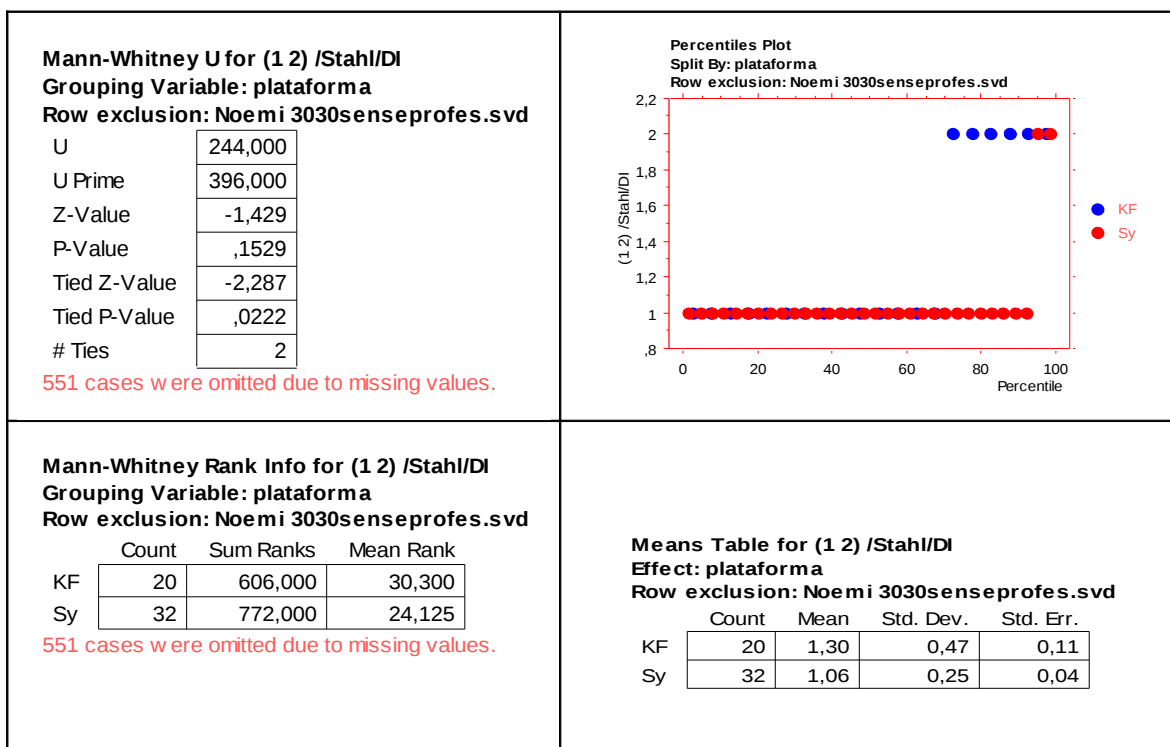 Mann-Whitney U for (1 2) /Stahl/DI
Grouping Variable: plataforma
Row exclusion: Noemi 3030senseprofes.svd
U 244,000
U Prime 396,000
Z-Value -1,429
P-Value ,1529
Tied Z-Value -2,287
Tied P-Value ,0222
# Ties 2
551 cases were omitted due to missing values.
Percentiles Plot
Split By: plataforma
Row exclusion: Noemi 3030senseprofes.svd
2,2
2
1,8
1,6
1,4
1,2
1
,8
(1 2) /Stahl/DI
0 20 40 60 80 100
Percentile
KF
Sy
Mann-Whitney Rank Info for (1 2) /Stahl/DI
Grouping Variable: plataforma
Row exclusion: Noemi 3030senseprofes.svd
Count Sum Ranks Mean Rank
KF 20 606,000 30,300
Sy 32 772,000 24,125
551 cases were omitted due to missing values.
Means Table for (1 2) /Stahl/DI
Effect: plataforma
Row exclusion: Noemi 3030senseprofes.svd
Count Mean Std. Dev. Std. Err.
KF 20 1,30 0,47 0,11
Sy 32 1,06 0,25 0,04